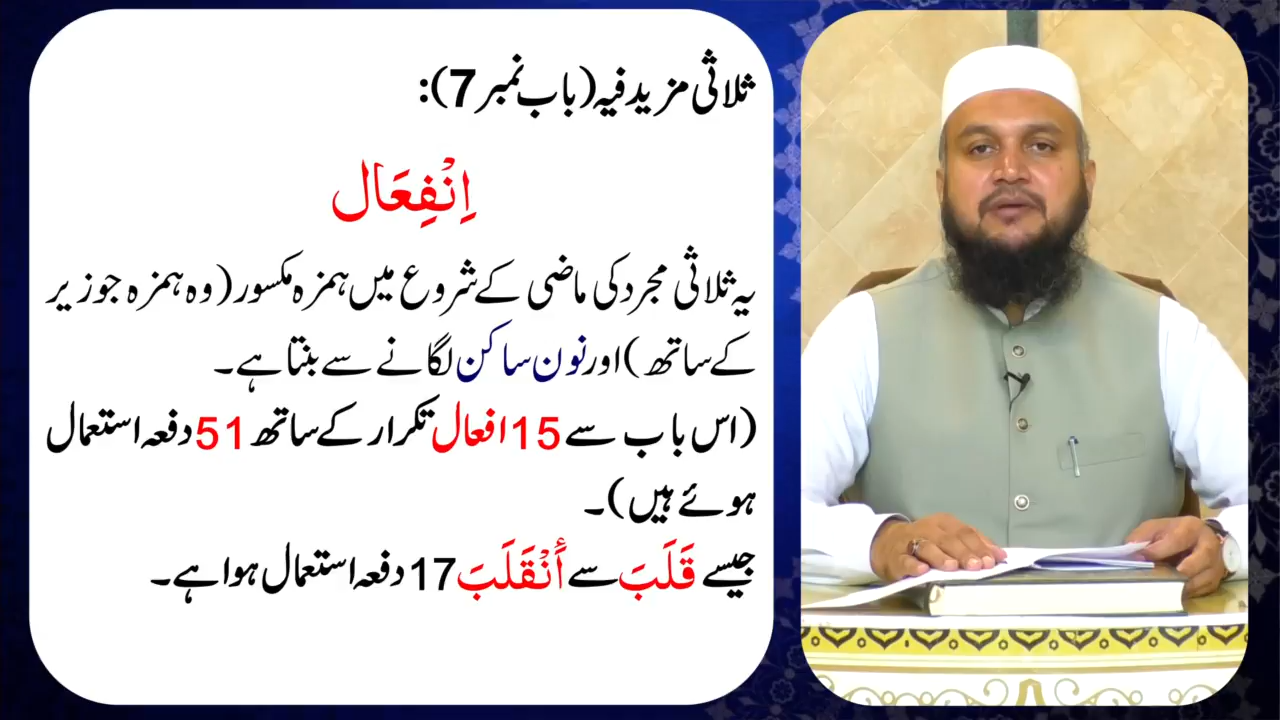 ثلاثی مزید فیہ (باب نمبر 7):
اِنْفِعَال
یہ ثلاثی مجرد کی ماضی کے شروع میں ہمزہ مکسور (وہ ہمزہ جو زیر
کے ساتھ) اور نون ساکن لگانے سے بنتا ہے۔
(اس باب سے 15 افعال تکرار کے ساتھ 51 دفعہ استعمال
ہوئے ہیں)۔
جیسے قَلَبَ سے أَنْقَلَبَ 17 دفعہ استعمال ہوا ہے۔